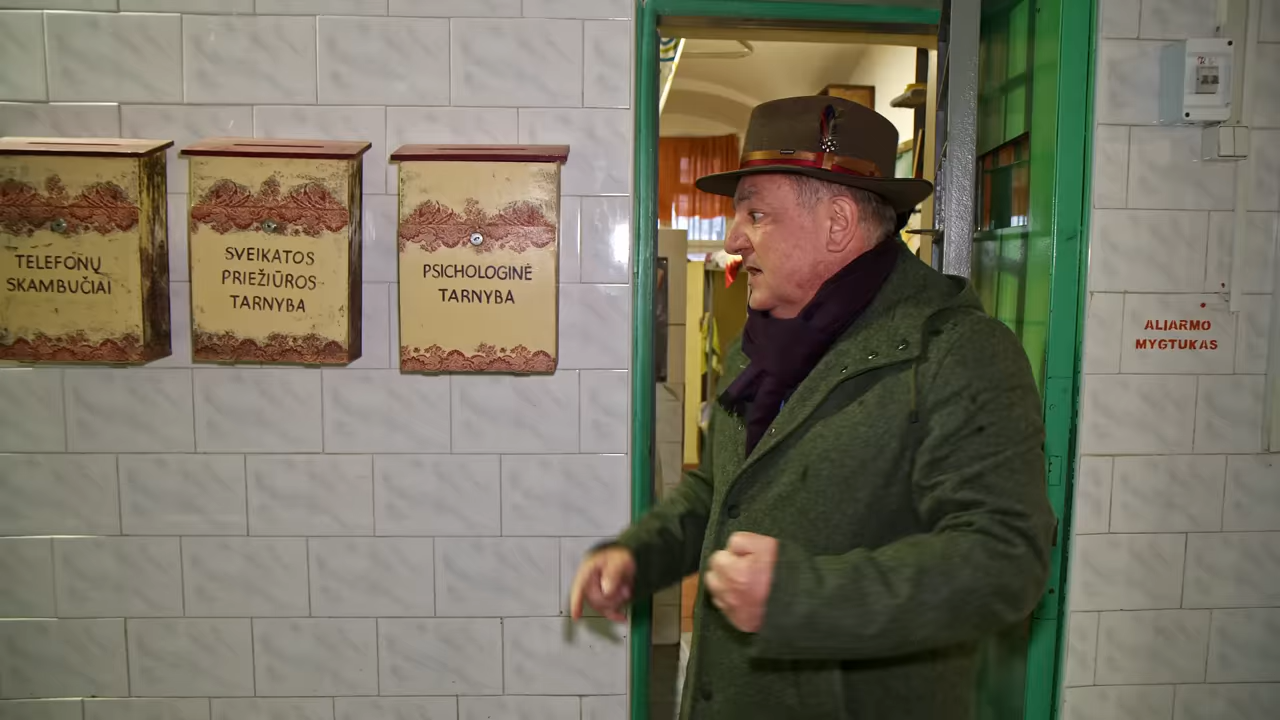 TELEFONŲ
SKAMBUČIAI
SVEIKATOS
PRIEŽIŪROS
TARNYBA
PSICHOLOGINĖ
TARNYBA
ALIARMO
MYGTUKAS